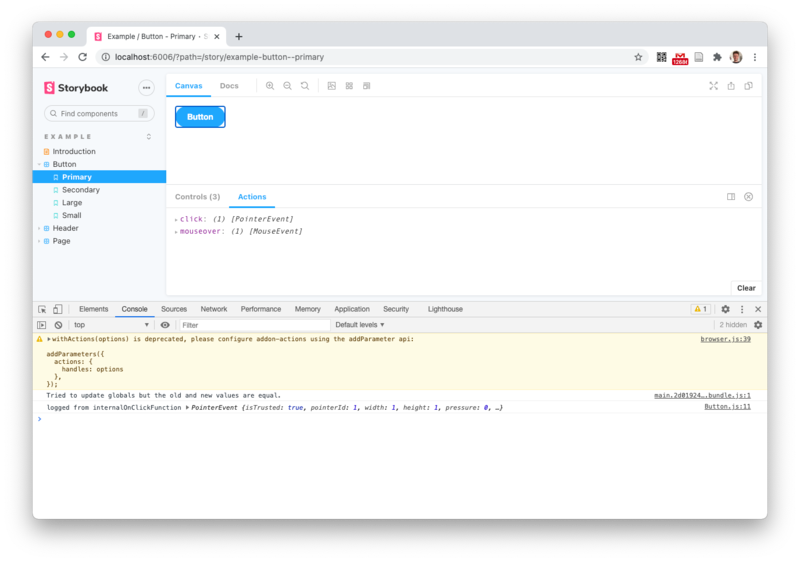 Example / Button - Primary · S
localhost:6006/?path=/story/example-button--primary
Storybook
Canvas
Docs
Find components
/
EXAMPLE
Introduction
Button
Primary
Secondary
Large
Small
Header
Page
Button
Controls (3)
Actions
click: (1) [PointerEvent]
mouseover: (1) [MouseEvent]
Clear
Elements
Console
Sources
Network
Performance
Memory
Application
Security
Lighthouse
1
top
Filter
Default levels
2 hidden
withActions(options) is deprecated, please configure addon-actions using the addParameter api:
browser.js:39
addParameters({
actions: {
handles: options
},
});
Tried to update globals but the old and new values are equal.
main.2d01924….bundle.js:1
logged from internalOnClickFunction PointerEvent {isTrusted: true, pointerId: 1, width: 1, height: 1, pressure: 0, …}
Button.js:11